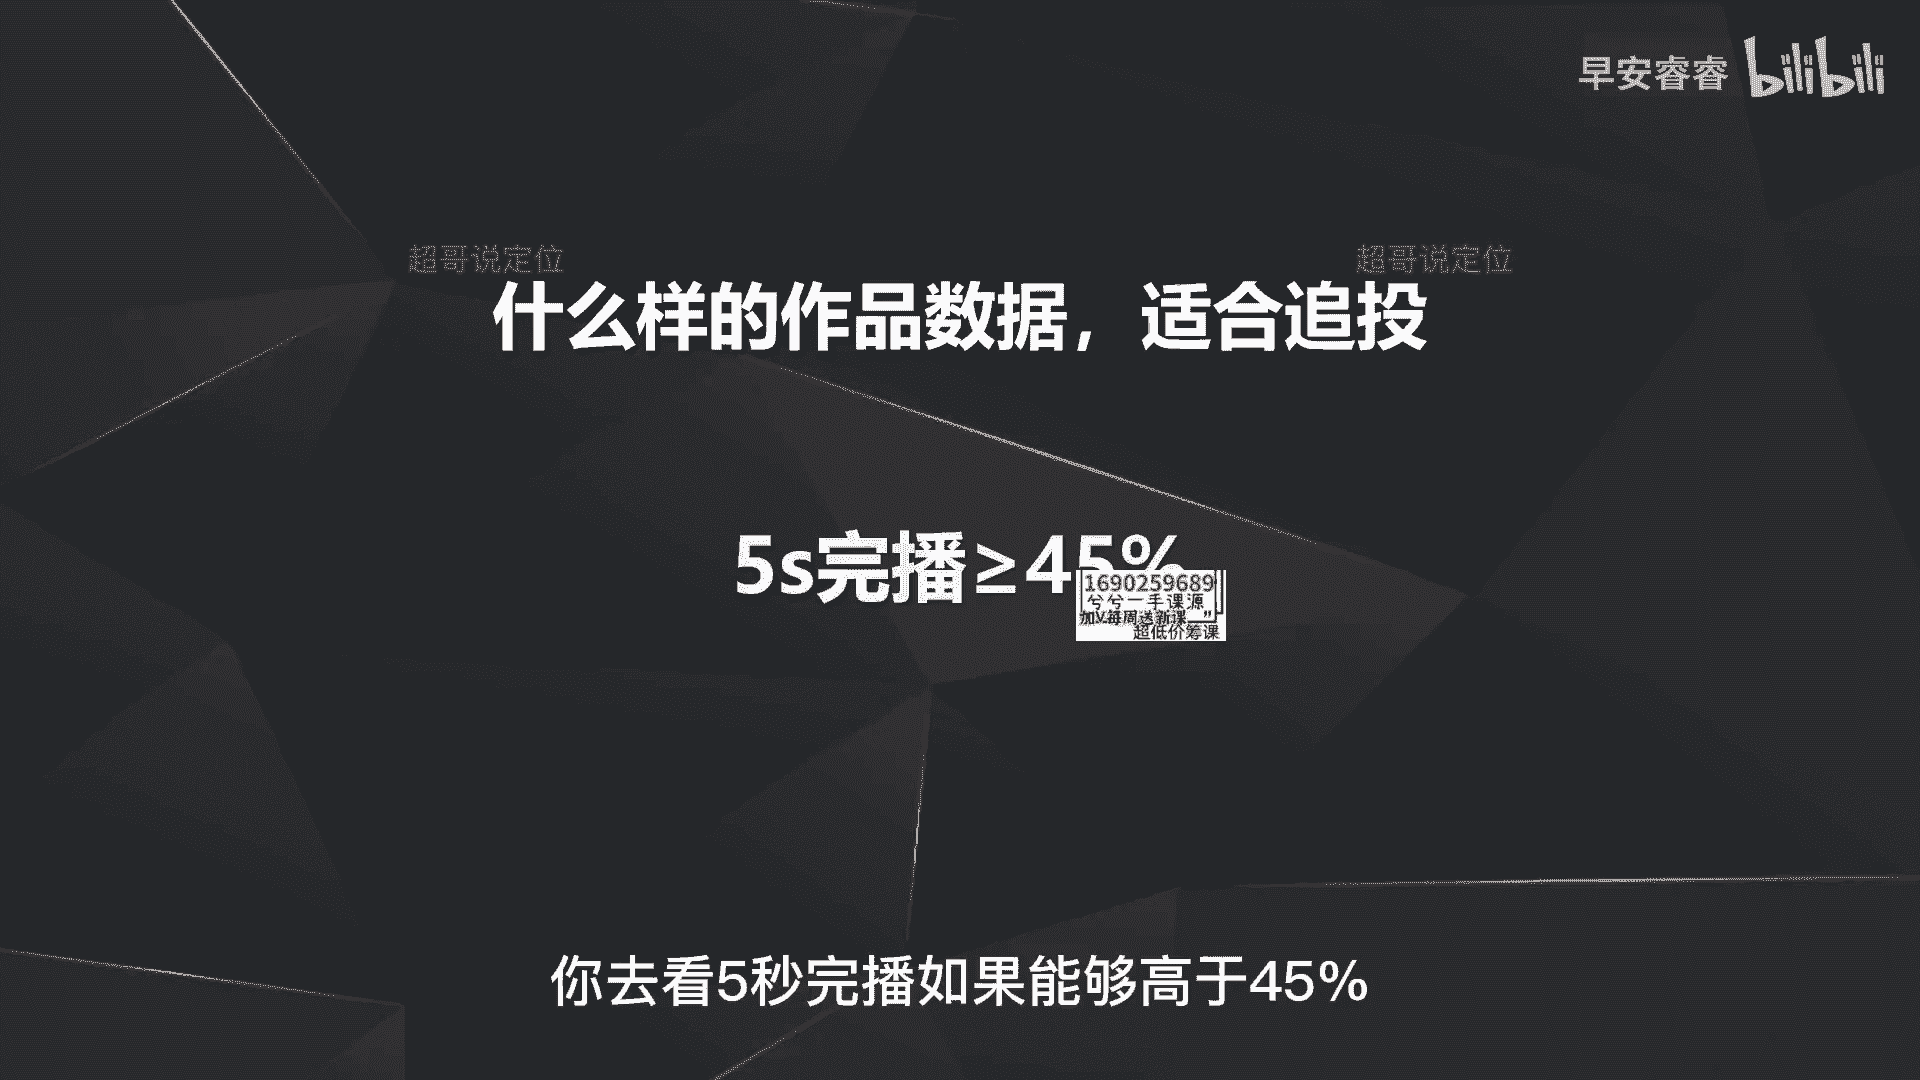 早安睿睿 bilibili
超哥说定位 超哥说定位
什么样的作品数据，适合追投
5s完播≥45%
1690259689
兮兮一手课源
加V每周送新课
超低价筹课
你去看5秒完播如果能够高于45%